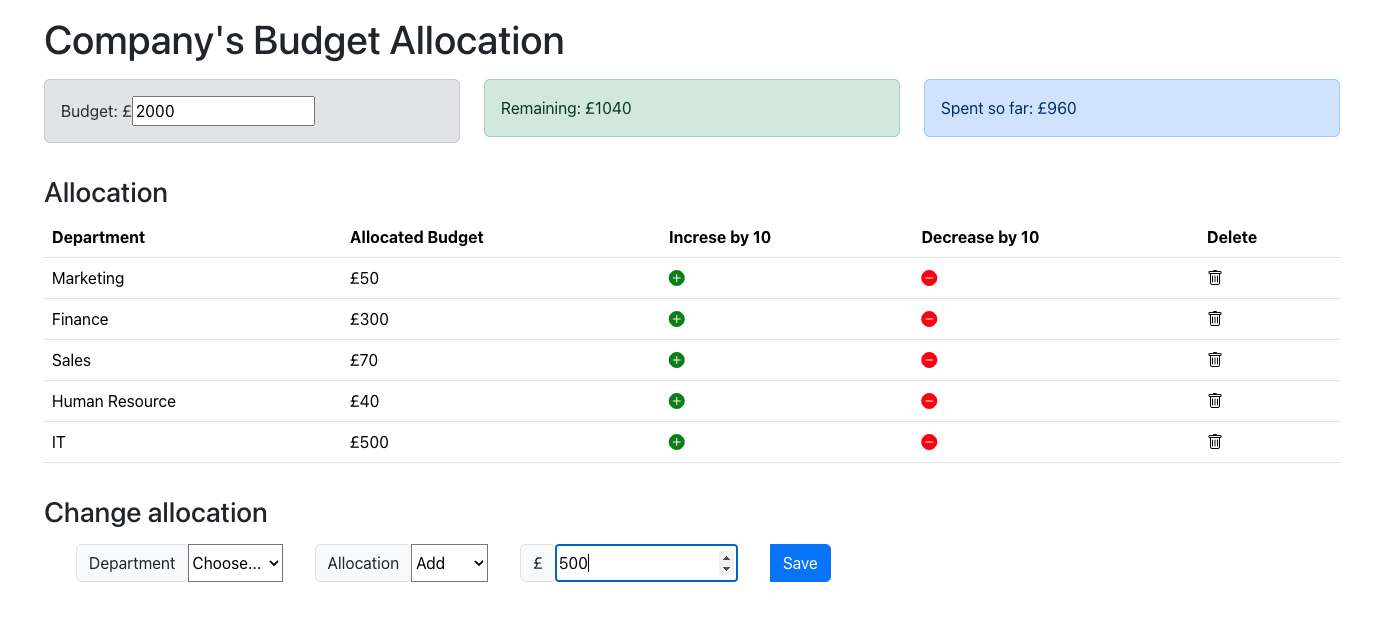 Company's Budget Allocation
Budget: £2000
Remaining: £1040
Spent so far: £960
Allocation
Department Allocated Budget Increse by 10 Decrease by 10 Delete
Marketing £50
Finance £300
Sales £70
Human Resource £40
IT £500
Change allocation
Department Choose... Allocation Add £ 500 Save